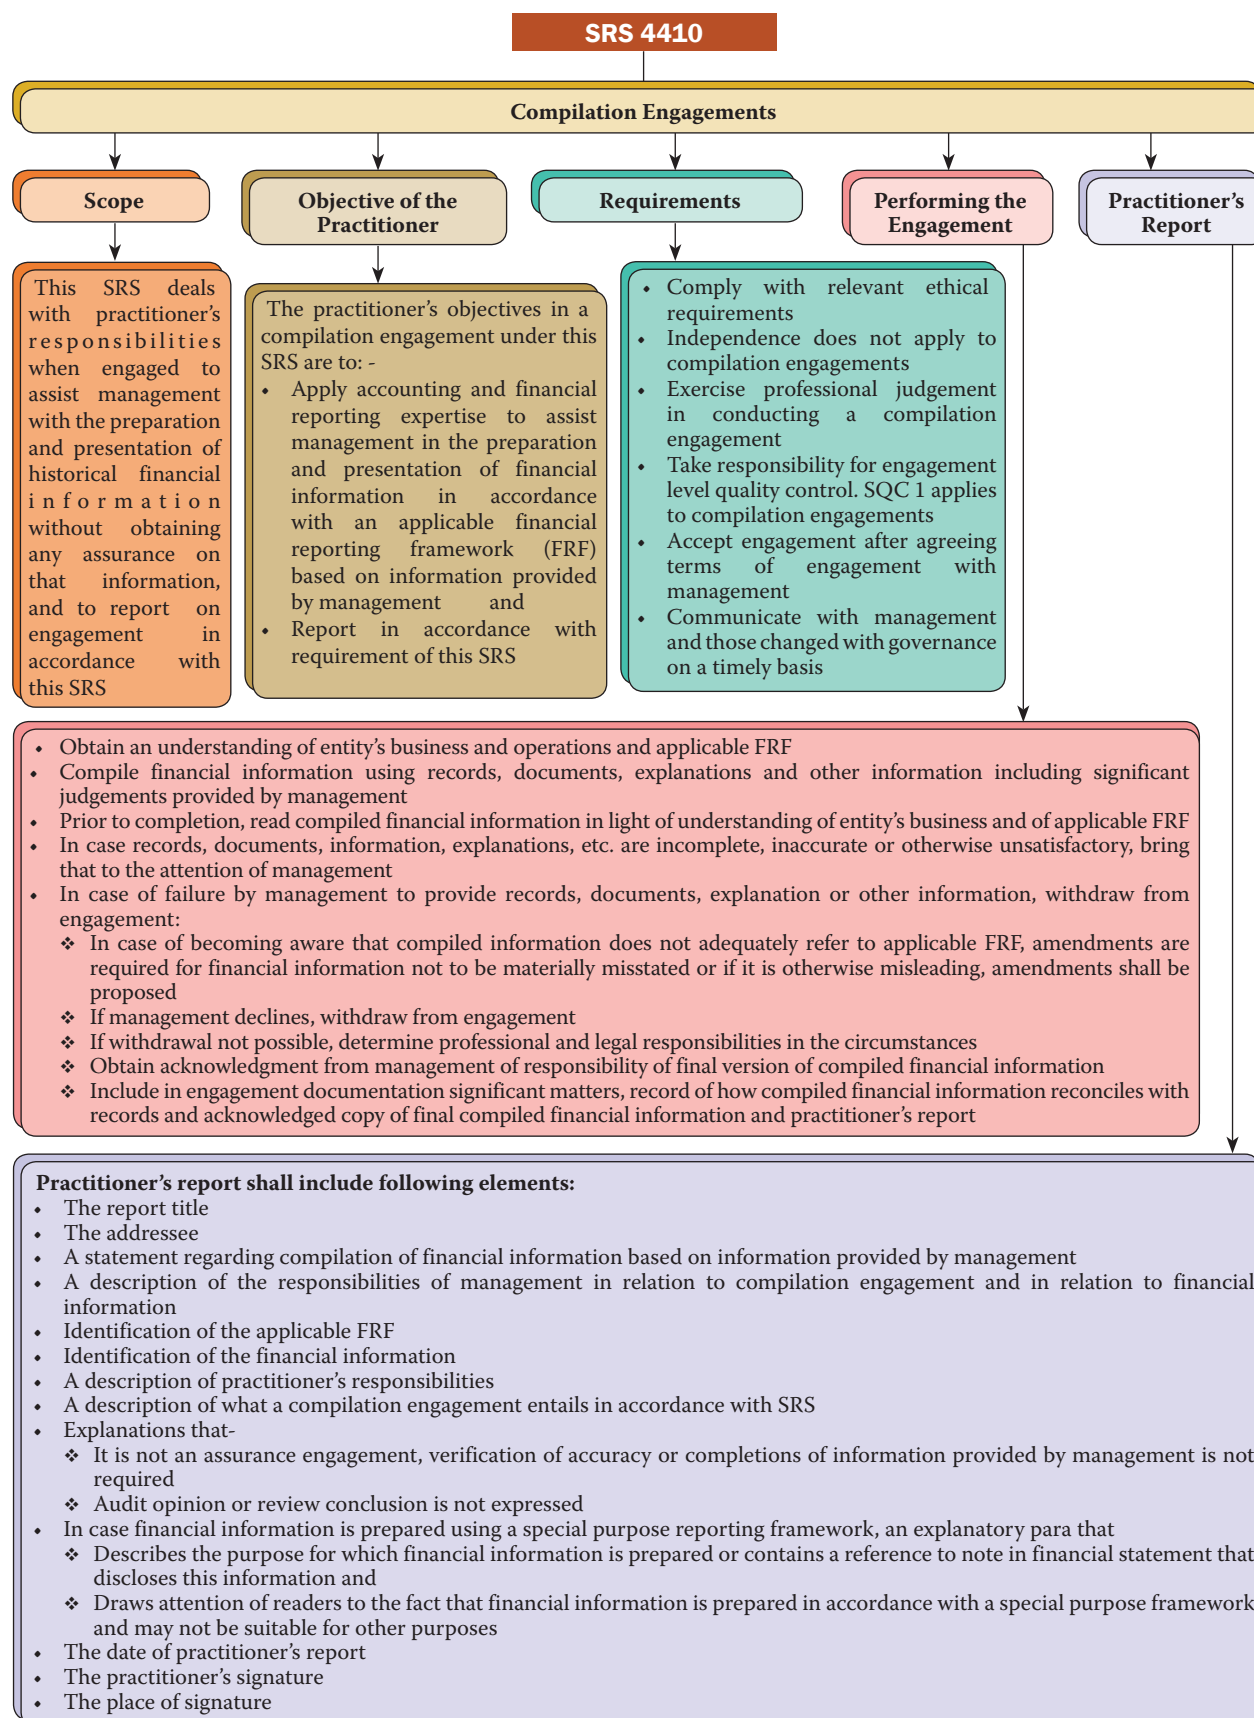 SRS 4410
Compilation Engagements
Scope
Objective of the
Practitioner
Requirements
Performing the
Engagement
Practitioner's
Report
This SRS deals
with practitioner's
responsibilities
when engaged to
assist management
with the preparation
and presentation of
historical financial
information
without obtaining
any assurance on
that information,
and to report on
engagement in
accordance with
this SRS
The practitioner's objectives in a
compilation engagement under this
SRS are to: -
• Apply accounting and financial
reporting expertise to assist
management in the preparation
and presentation of financial
information in accordance
with an applicable financial
reporting framework (FRF)
based on information provided
by management and
• Report in accordance with
requirement of this SRS
• Comply with relevant ethical
requirements
• Independence does not apply to
compilation engagements
• Exercise professional judgement
in conducting a compilation
engagement
• Take responsibility for engagement
level quality control. SQC 1 applies
to compilation engagements
• Accept engagement after agreeing
terms of engagement with
management
• Communicate with management
and those changed with governance
on a timely basis
• Obtain an understanding of entity's business and operations and applicable FRF
• Compile financial information using records, documents, explanations and other information including significant
judgements provided by management
• Prior to completion, read compiled financial information in light of understanding of entity's business and of applicable FRF
• In case records, documents, information, explanations, etc. are incomplete, inaccurate or otherwise unsatisfactory, bring
that to the attention of management
• In case of failure by management to provide records, documents, explanation or other information, withdraw from
engagement:
❖ In case of becoming aware that compiled information does not adequately refer to applicable FRF, amendments are
required for financial information not to be materially misstated or if it is otherwise misleading, amendments shall be
proposed
❖ If management declines, withdraw from engagement
❖ If withdrawal not possible, determine professional and legal responsibilities in the circumstances
❖ Obtain acknowledgment from management of responsibility of final version of compiled financial information
❖ Include in engagement documentation significant matters, record of how compiled financial information reconciles with
records and acknowledged copy of final compiled financial information and practitioner's report
Practitioner's report shall include following elements:
• The report title
• The addressee
• A statement regarding compilation of financial information based on information provided by management
• A description of the responsibilities of management in relation to compilation engagement and in relation to financial
information
• Identification of the applicable FRF
• Identification of the financial information
• A description of practitioner's responsibilities
• A description of what a compilation engagement entails in accordance with SRS
• Explanations that-
❖ It is not an assurance engagement, verification of accuracy or completions of information provided by management is not
required
❖ Audit opinion or review conclusion is not expressed
• In case financial information is prepared using a special purpose reporting framework, an explanatory para that
❖ Describes the purpose for which financial information is prepared or contains a reference to note in financial statement that
discloses this information and
❖ Draws attention of readers to the fact that financial information is prepared in accordance with a special purpose framework
and may not be suitable for other purposes
• The date of practitioner's report
• The practitioner's signature
• The place of signature